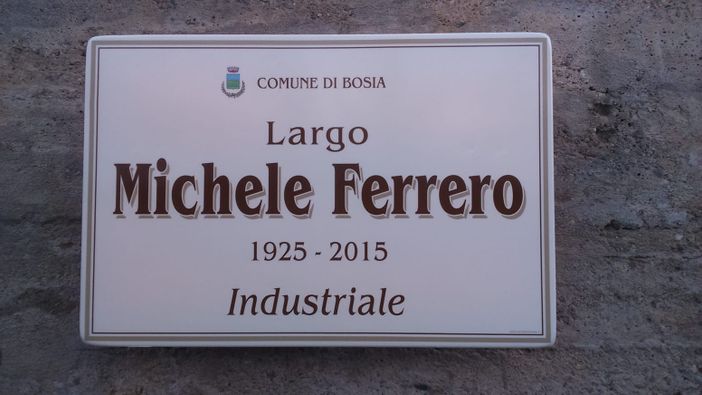 COMUNE DI BOSIA
Largo
Michele Ferrero
1925 - 2015
Industriale